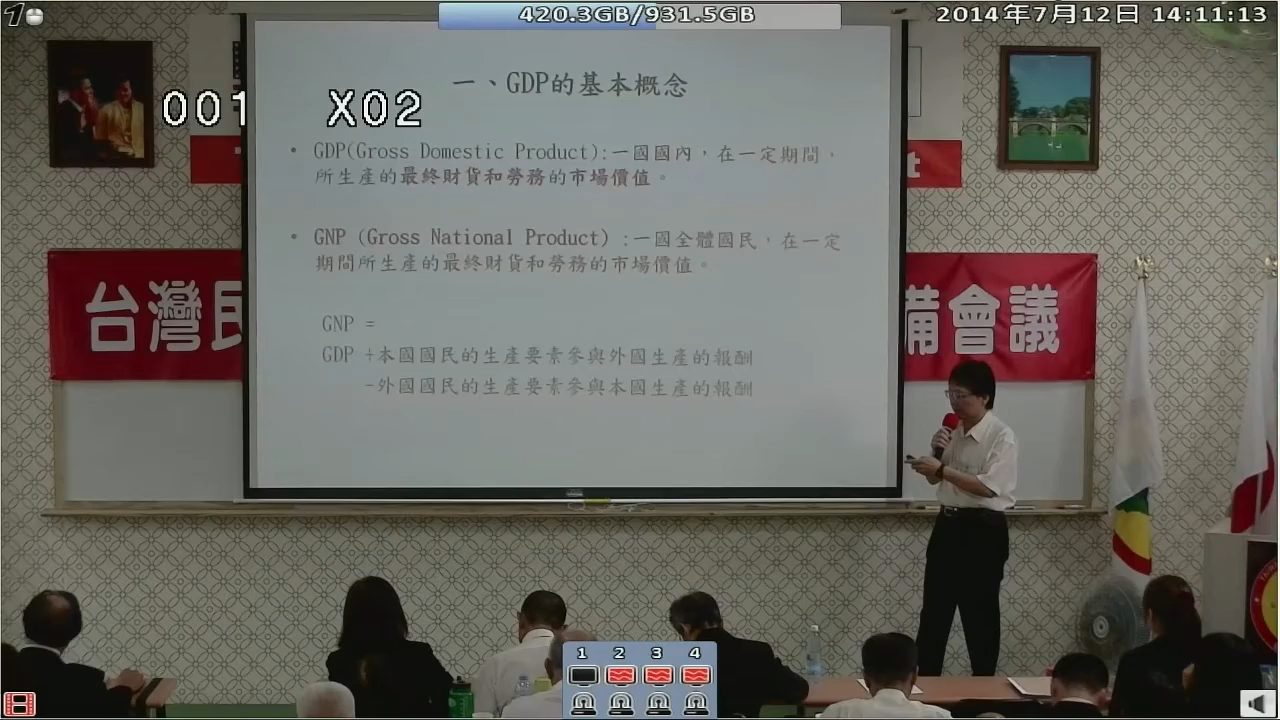 420.3GB/931.5GB
2014年7月12日 14:11:13
001 X02
一、GDP的基本概念
• GDP(Gross Domestic Product):一國國內，在一定期間，
所生產的最終財貨和勞務的市場價值。
• GNP (Gross National Product) :一國全體國民，在一定
期間所生產的最終財貨和勞務的市場價值。
GNP =
GDP +本國國民的生產要素參與外國生產的報酬
-外國國民的生產要素參與本國生產的報酬
t
台灣民
備會議
1 2 3 4